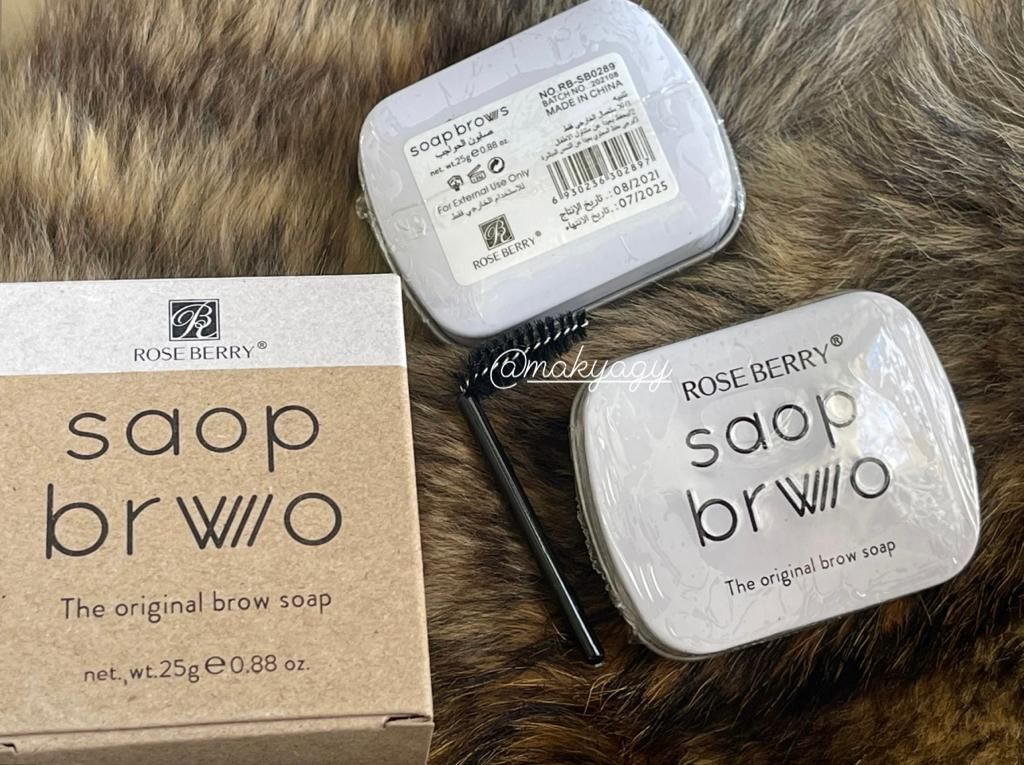 ROSE BERRY®
saop
brwo
The original brow soap
net.,wt.25g e 0.88 oz.
soap brows
صابون الحواجب
net. wt.25g e 0.88 oz.
For External Use Only
للاستخدام الخارجي فقط
ROSE BERRY®
NO.RB-SB0289
BATCH NO : 202108
MADE IN CHINA
6 930236 302897
تاريخ الإنتاج.: 08/2021
تاريخ الانتهاء.: 07/2025
@makyagy
ROSE BERRY®
saop
brwo
The original brow soap